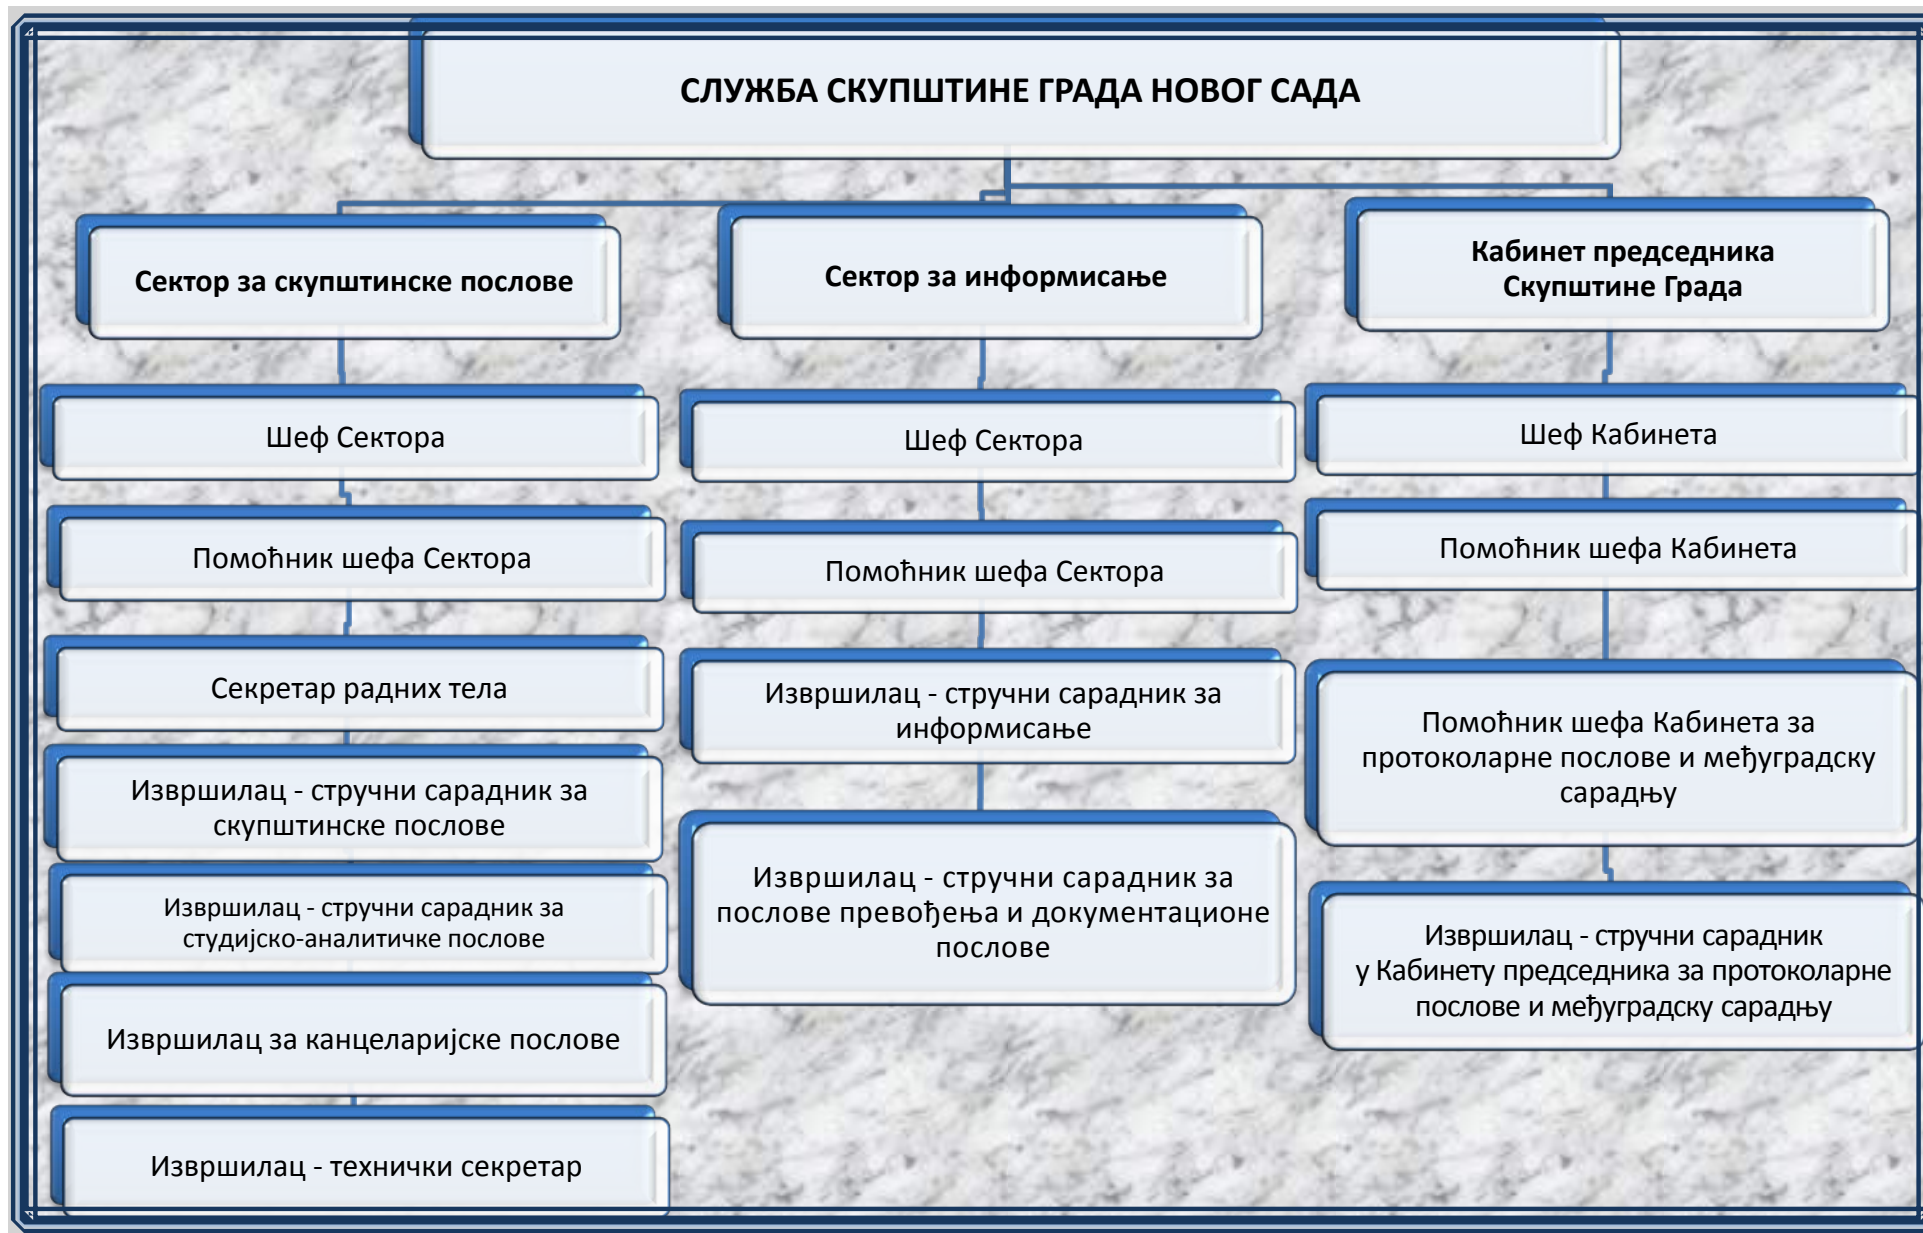 СЛУЖБА СКУПШТИНЕ ГРАДА НОВОГ САДА
Сектор за скупштинске послове
Шеф Сектора
Помоћник шефа Сектора
Секретар радних тела
Извршилац - стручни сарадник за
скупштинске послове
Извршилац - стручни сарадник за
студијско-аналитичке послове
Извршилац за канцеларијске послове
Извршилац - технички секретар
Сектор за информисање
Шеф Сектора
Помоћник шефа Сектора
Извршилац - стручни сарадник за
информисање
Извршилац - стручни сарадник за
послове превођења и документационе
послове
Кабинет председника
Скупштине Града
Шеф Кабинета
Помоћник шефа Кабинета
Помоћник шефа Кабинета за
протоколарне послове и међуградску
сарадњу
Извршилац - стручни сарадник
у Кабинету председника за протоколарне
послове и међуградску сарадњу